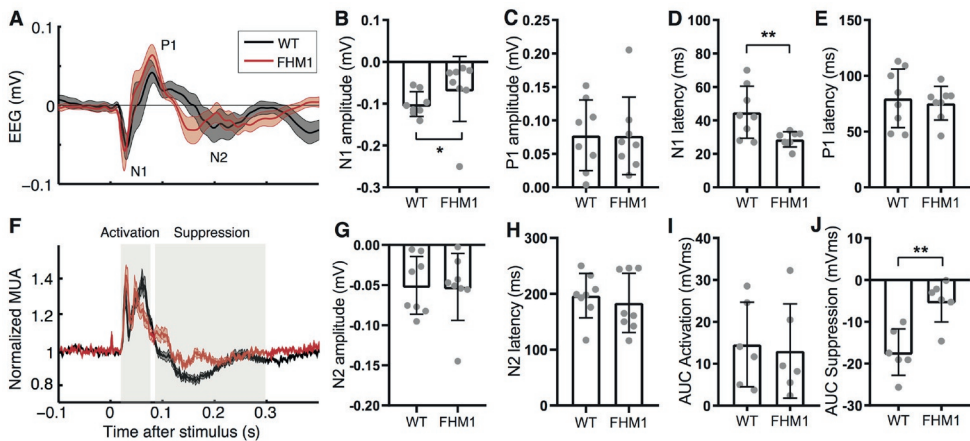 A
EEG (mV)
0.1
0
−0.1
P1
N1
N2
WT
FHM1
B
N1 amplitude (mV)
0.1
0.0
−0.1
−0.2
−0.3
*
WT FHM1
C
P1 amplitude (mV)
0.25
0.20
0.15
0.10
0.05
0.00
WT FHM1
D
N1 latency (ms)
100
80
60
40
20
0
**
WT FHM1
E
P1 latency (ms)
150
100
50
0
WT FHM1
F
Activation Suppression
Normalized MUA
1.4
1.2
1
0.8
−0.1 0 0.1 0.2 0.3
Time after stimulus (s)
G
N2 amplitude (mV)
0.00
−0.05
−0.10
−0.15
−0.20
WT FHM1
H
N2 latency (ms)
300
200
100
0
WT FHM1
I
AUC Activation (mVms)
40
30
20
10
0
WT FHM1
J
AUC Suppression (mVms)
10
0
−10
−20
−30
**
WT FHM1